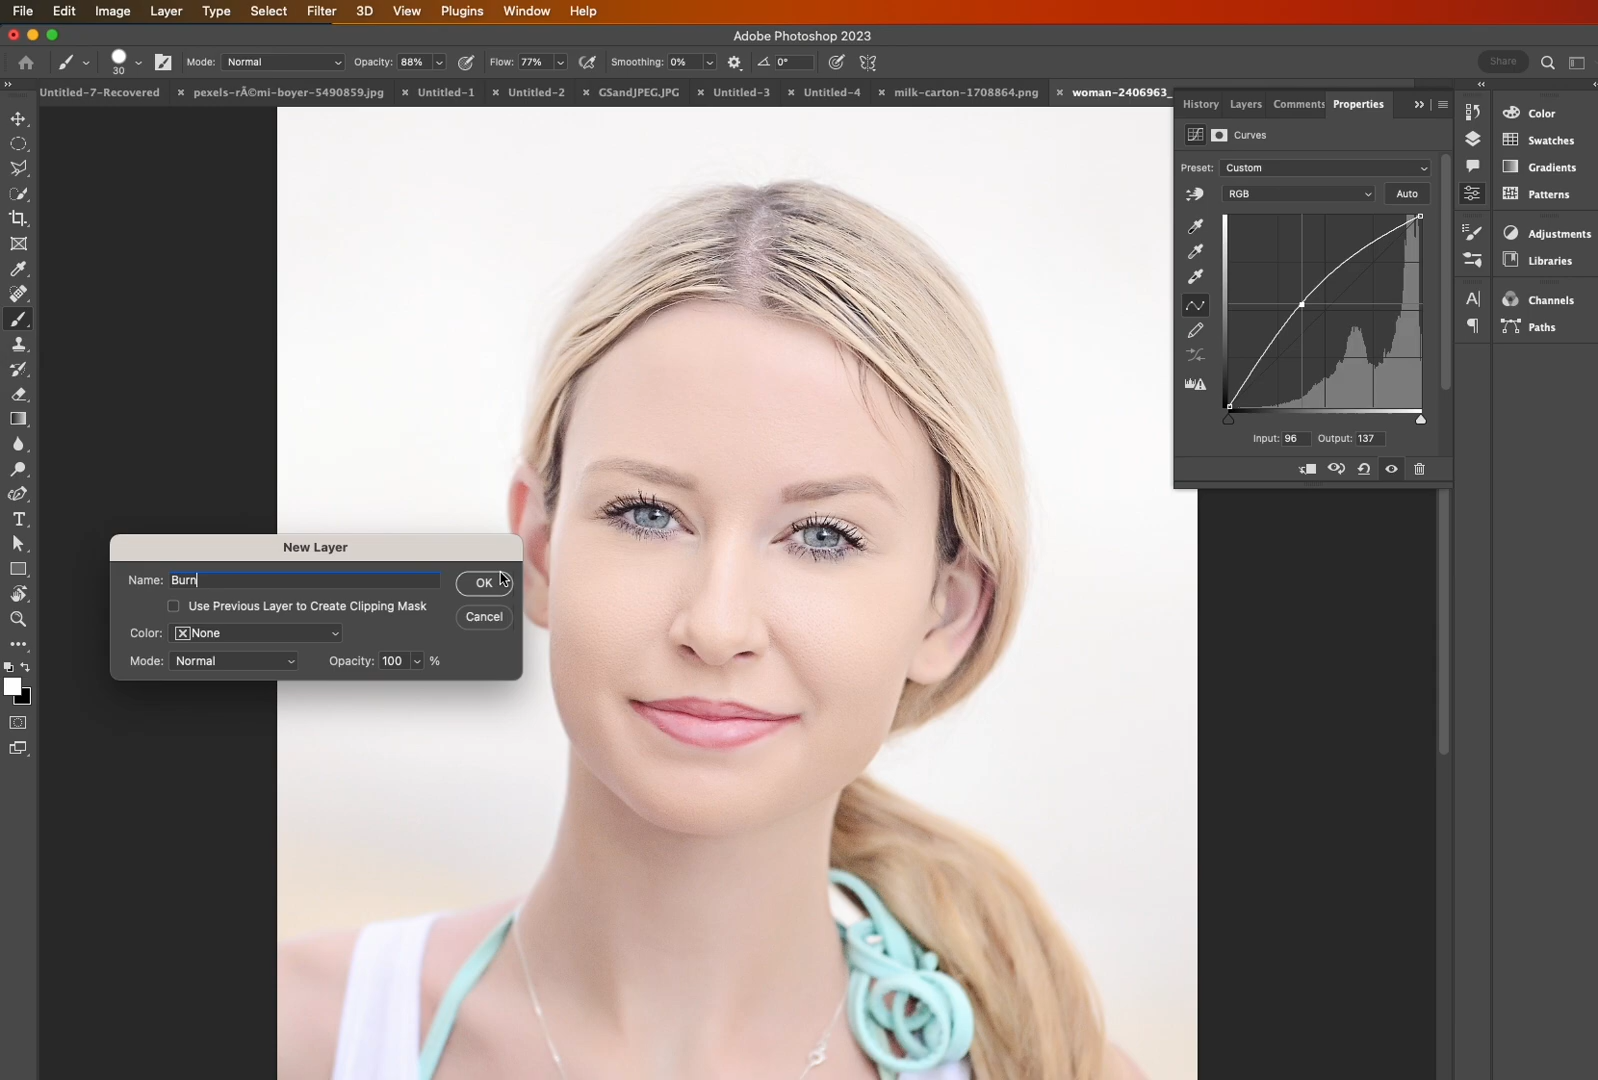 File Edit Image Layer Type Select Filter 3D View Plugins Window Help
Adobe Photoshop 2023
30 Mode: Normal Opacity: 88% Flow: 77% Smoothing: 0% 0° Share
Untitled-7-Recovered × pexels-rÃ©mi-boyer-5490859.jpg × Untitled-1 × Untitled-2 × GSandJPEG.JPG × Untitled-3 × Untitled-4 × milk-carton-1708864.png × woman-2406963_
History Layers Comments Properties
Curves
Preset: Custom
RGB Auto
Input: 96 Output: 137
Color
Swatches
Gradients
Patterns
Adjustments
Libraries
Channels
Paths
New Layer
Name: Burn OK
Use Previous Layer to Create Clipping Mask
Cancel
Color: None
Mode: Normal Opacity: 100 %